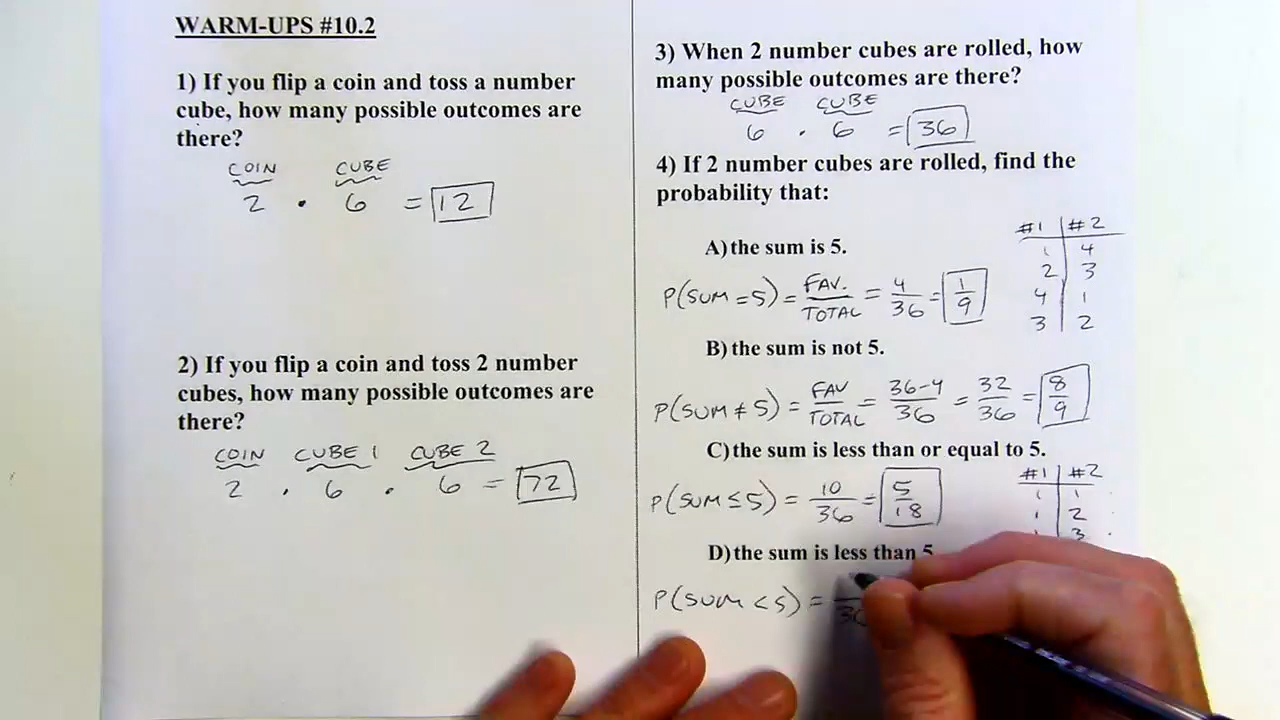 WARM-UPS #10.2
1) If you flip a coin and toss a number
cube, how many possible outcomes are
there?
COIN CUBE
2 · 6 = 12
2) If you flip a coin and toss 2 number
cubes, how many possible outcomes are
there?
COIN CUBE 1 CUBE 2
2 · 6 · 6 = 72
3) When 2 number cubes are rolled, how
many possible outcomes are there?
CUBE CUBE
6 · 6 = 36
4) If 2 number cubes are rolled, find the
probability that:
#1 #2
A) the sum is 5.
1 4
2 3
4 1
3 2
P(SUM = 5) = FAV. / TOTAL = 4/36 = 1/9
B) the sum is not 5.
P(SUM ≠ 5) = FAV / TOTAL = 36-4/36 = 32/36 = 8/9
C) the sum is less than or equal to 5.
#1 #2
1 1
1 2
1 3
P(SUM ≤ 5) = 10/36 = 5/18
D) the sum is less than 5
P(SUM < 5) =